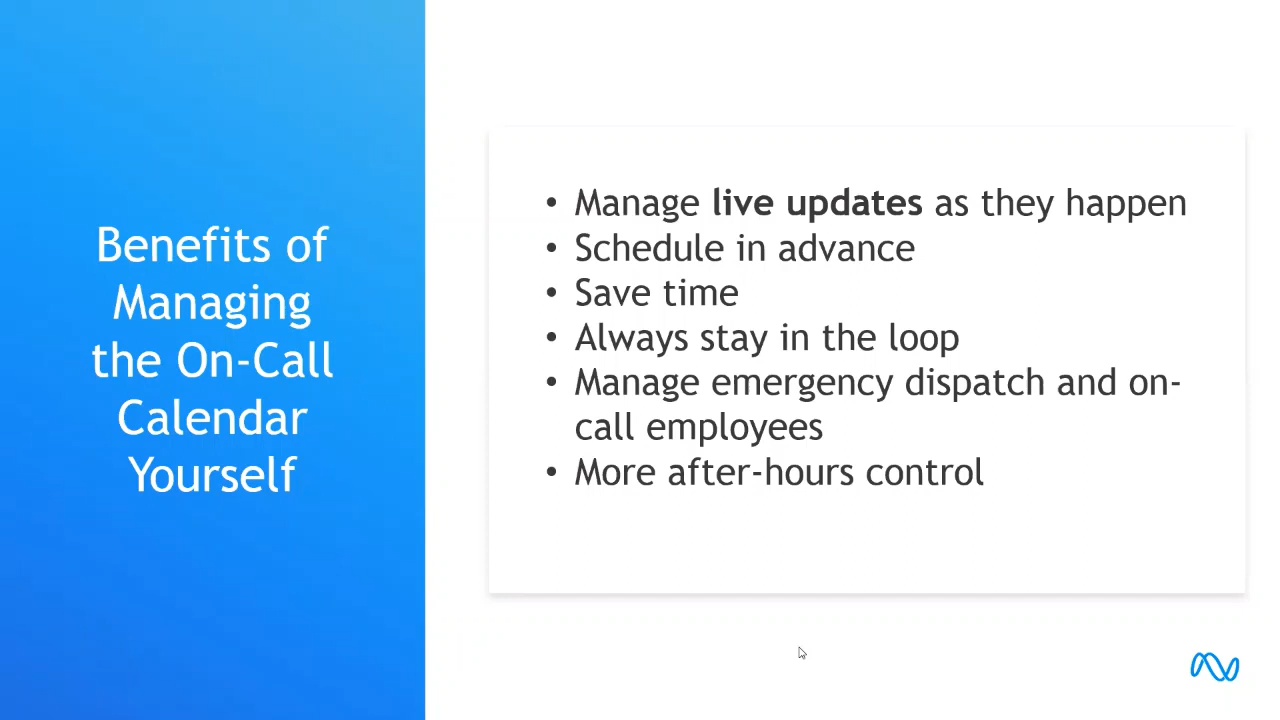 Benefits of
Managing
the On-Call
Calendar
Yourself
• Manage live updates as they happen
• Schedule in advance
• Save time
• Always stay in the loop
• Manage emergency dispatch and on-
call employees
• More after-hours control